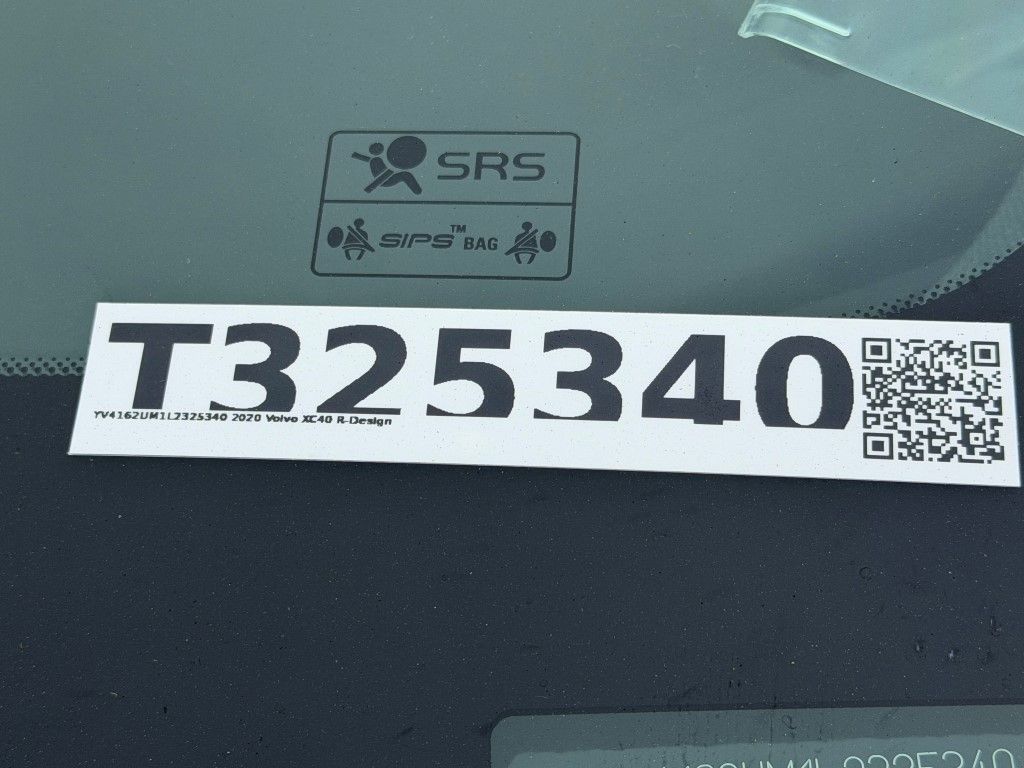 SRS
SIPS™ BAG
T325340
YV4162UM1L2325340 2020 Volvo XC40 R-Design